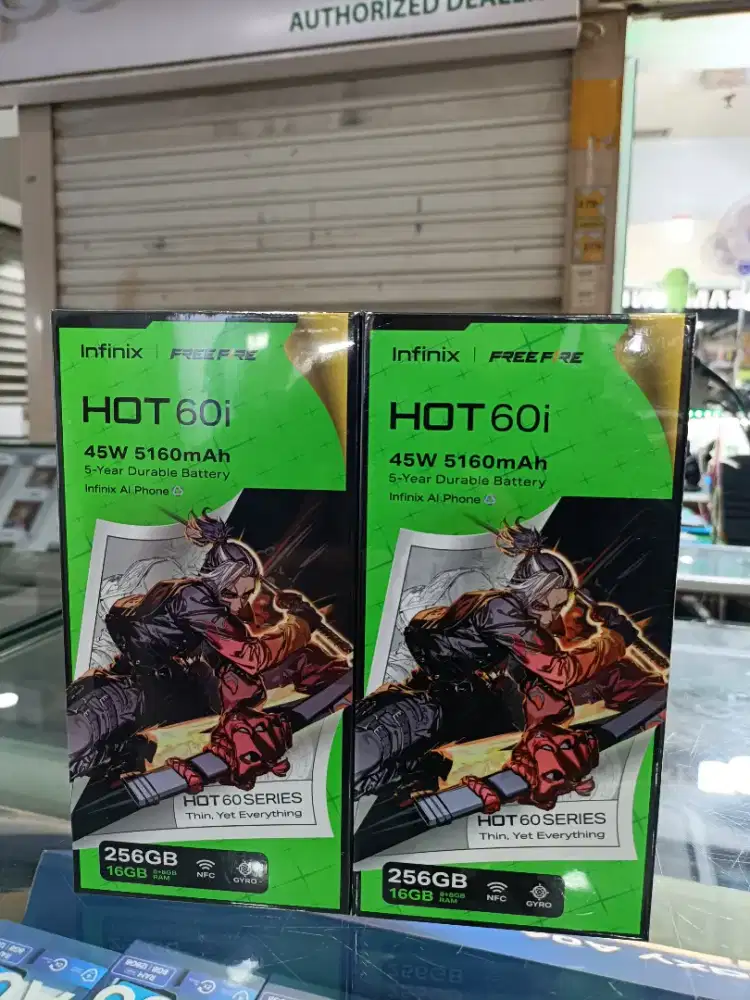 AUTHORIZED DEALER
Infinix | FREE FIRE
HOT 60i
45W 5160mAh
5-Year Durable Battery
Infinix AI Phone
HOT 60 SERIES
Thin, Yet Everything
256GB
16GB 8+8GB RAM
NFC
GYRO
Infinix | FREE FIRE
HOT 60i
45W 5160mAh
5-Year Durable Battery
Infinix AI Phone
HOT 60 SERIES
Thin, Yet Everything
256GB
16GB 8+8GB RAM
NFC
GYRO